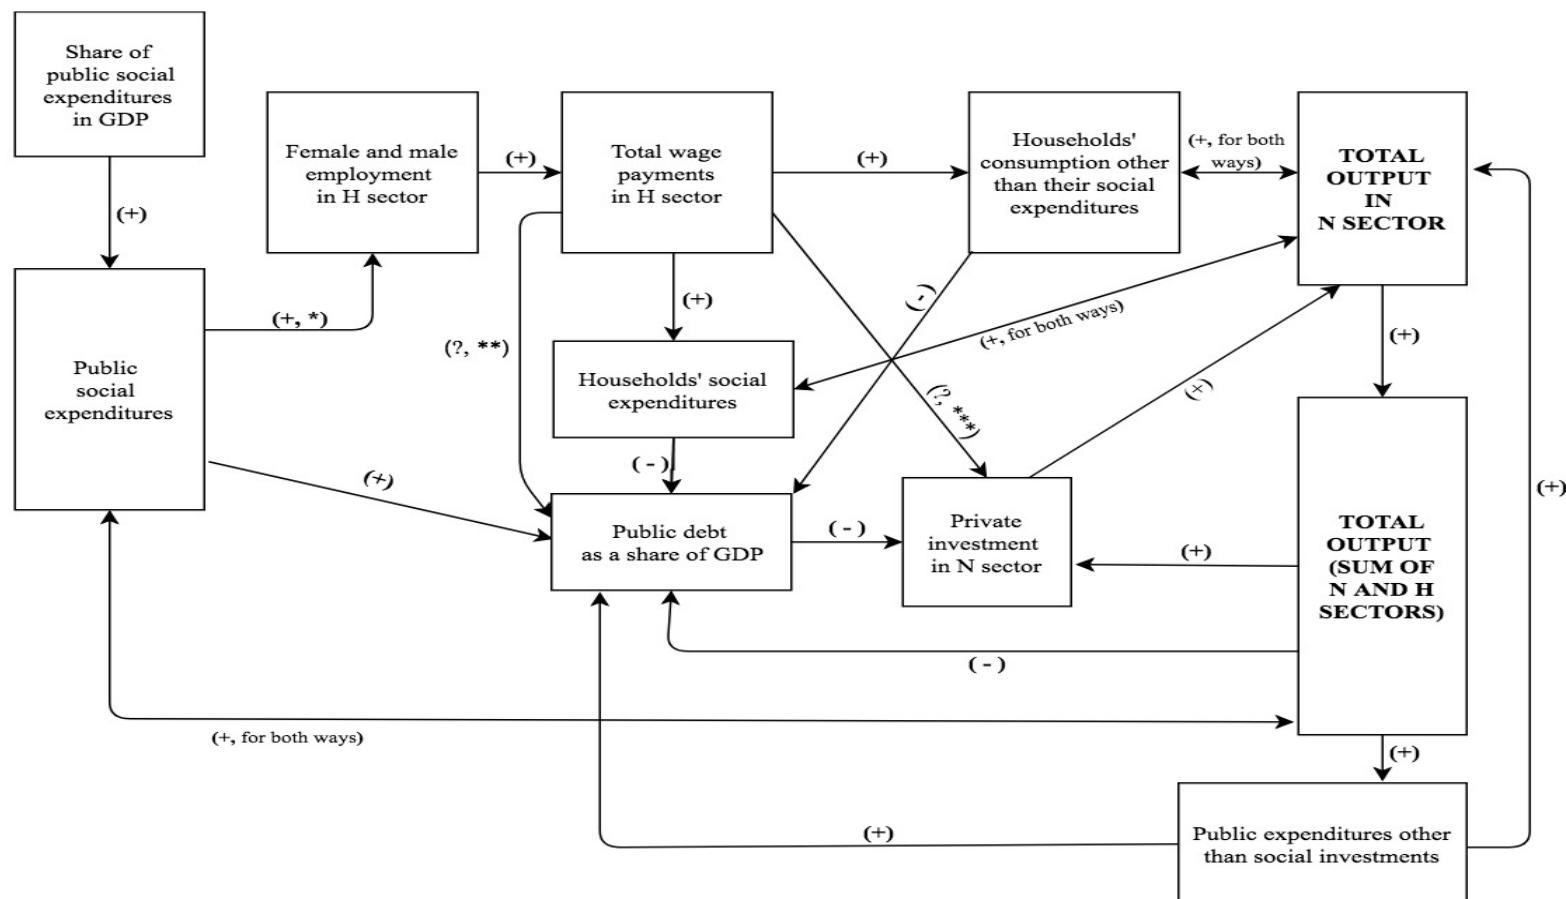 Share of
public social
expenditures
in GDP
(+)
Public
social
expenditures
(+, *)
Female and male
employment
in H sector
(+)
Total wage
payments
in H sector
(+)
Households'
consumption other
than their social
expenditures
(+, for both
ways)
TOTAL
OUTPUT
IN
N SECTOR
(+)
(?, **)
(-)
(+, for both ways)
(+)
Households' social
expenditures
(?, ***)
(+)
(+)
(-)
(+)
Public debt
as a share of GDP
(-)
Private
investment
in N sector
(+)
TOTAL
OUTPUT
(SUM OF
N AND H
SECTORS)
(+)
(-)
(+, for both ways)
(+)
(+)
Public expenditures other
than social investments